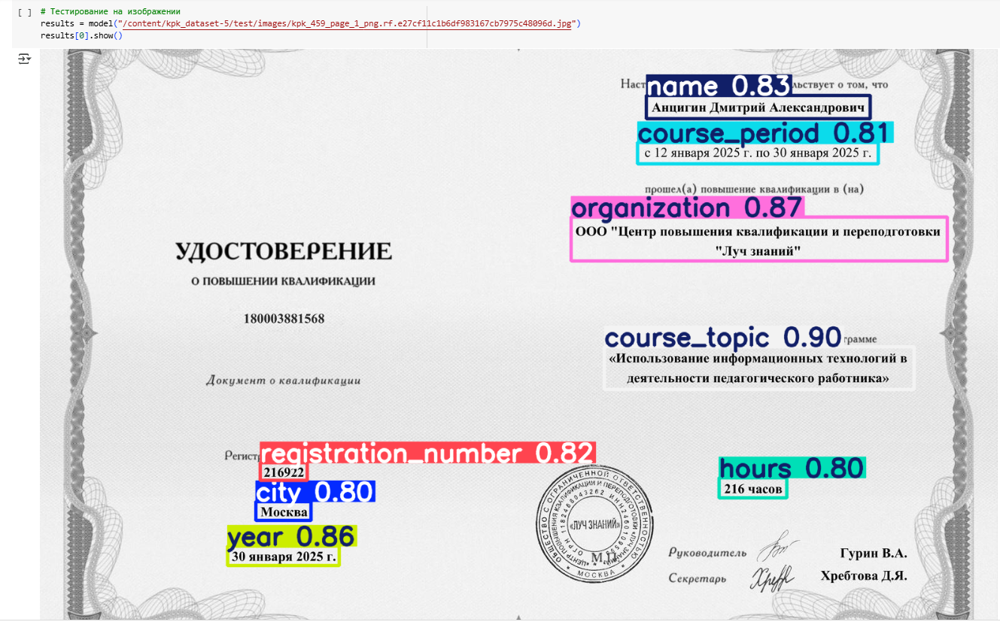 [ ] # Тестирование на изображении
results = model("/content/kpk_dataset-5/test/images/kpk_459_page_1_png.rf.e27cf11c1b6df983167cb7975c48096d.jpg")
results[0].show()
Наст name 0.83 льствует о том, что
Анцигин Дмитрий Александрович
course_period 0.81
с 12 января 2025 г. по 30 января 2025 г.
прошел(а) повышение квалификации в (на)
organization 0.87
ООО "Центр повышения квалификации и переподготовки
"Луч знаний"
УДОСТОВЕРЕНИЕ
О ПОВЫШЕНИИ КВАЛИФИКАЦИИ
180003881568
Документ о квалификации
course_topic 0.90 грамме
«Использование информационных технологий в
деятельности педагогического работника»
Регистр registration_number 0.82
216922
city 0.80
Москва
year 0.86
30 января 2025 г.
hours 0.80
216 часов
ОБЩЕСТВО С ОГРАНИЧЕННОЙ ОТВЕТСТВЕННОСТЬЮ
«ЦЕНТР ПОВЫШЕНИЯ КВАЛИФИКАЦИИ И ПЕРЕПОДГОТОВКИ «ЛУЧ ЗНАНИЙ»
«ЛУЧ ЗНАНИЙ»
М.П.
* МОСКВА *
Руководитель Гурин В.А.
Секретарь Хребтова Д.Я.